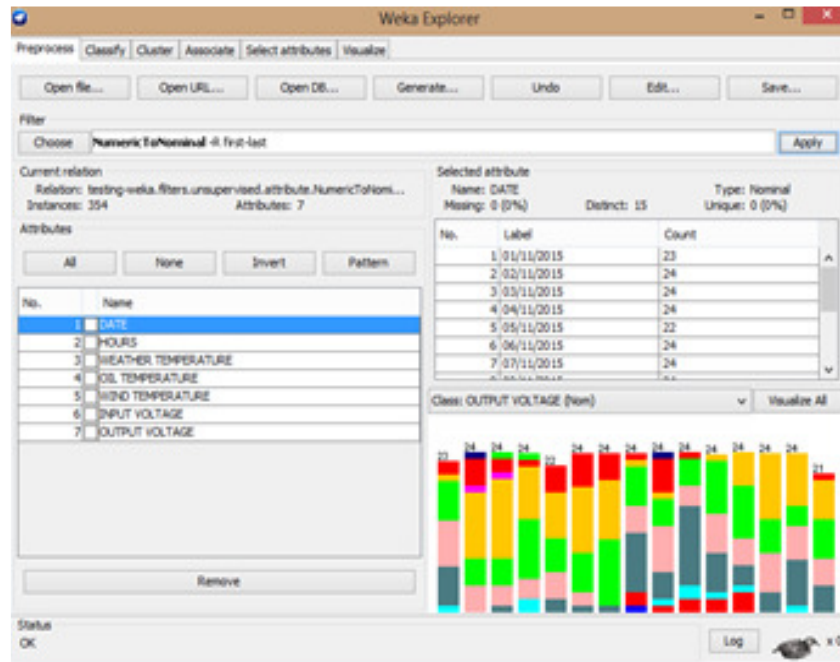 Weka Explorer
Preprocess Classify Cluster Associate Select attributes Visualize
Open file... Open URL... Open DB... Generate... Undo Edit... Save...
Filter
Choose NumericToNominal -R first-last Apply
Current relation
Relation: testing-weka.filters.unsupervised.attribute.NumericToNomi...
Instances: 354 Attributes: 7
Selected attribute
Name: DATE Type: Nominal
Missing: 0 (0%) Distinct: 15 Unique: 0 (0%)
Attributes
All None Invert Pattern
No. Name
1 DATE
2 HOURS
3 WEATHER TEMPERATURE
4 OIL TEMPERATURE
5 WIND TEMPERATURE
6 INPUT VOLTAGE
7 OUTPUT VOLTAGE
Remove
No. Label Count
1 01/11/2015 23
2 02/11/2015 24
3 03/11/2015 24
4 04/11/2015 24
5 05/11/2015 22
6 06/11/2015 24
7 07/11/2015 24
Class: OUTPUT VOLTAGE (Nom) Visualize All
23 24 24 24 22 24 24 24 24 24 24 24 24 24 21
Status
OK
Log x 0